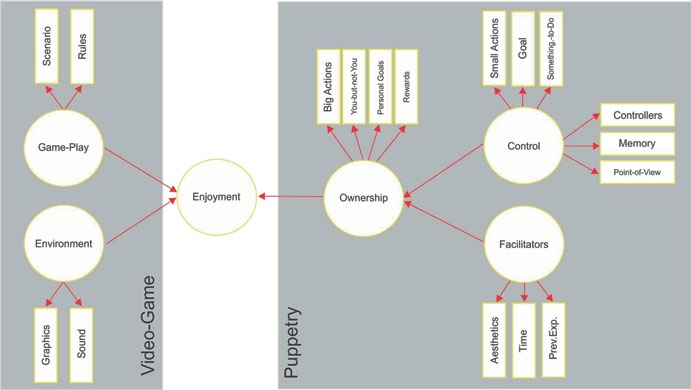 Scenario
Rules
Game-Play
Environment
Graphics
Sound
Video-Game
Enjoyment
Puppetry
Big Actions
You-but-not-You
Personal Goals
Rewards
Ownership
Small Actions
Goal
Something.-to-Do
Control
Controllers
Memory
Point-of-View
Facilitators
Aesthetics
Time
Prev.Exp.